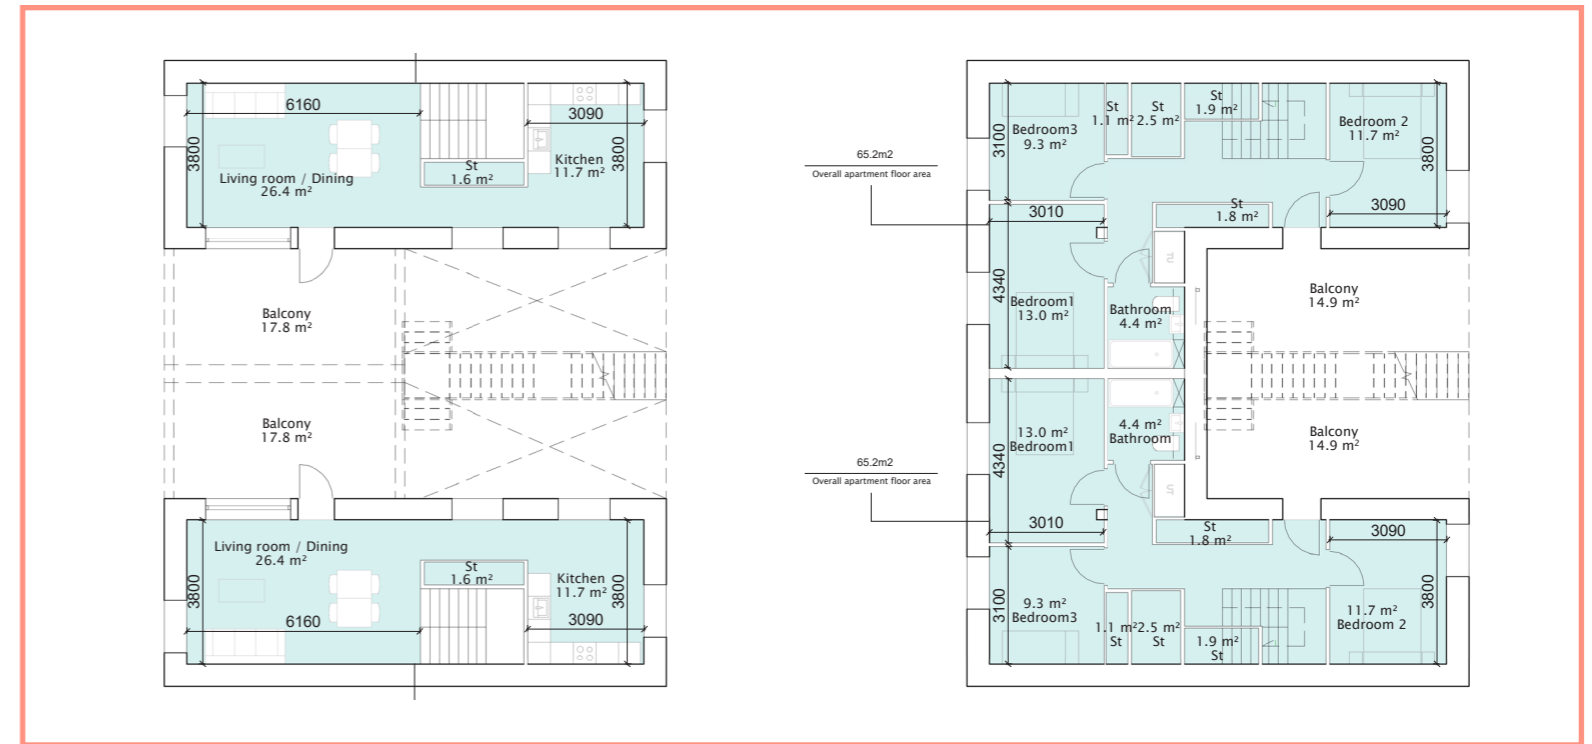 6160
3090
3800
3800
St
1.6 m²
Kitchen
11.7 m²
Living room / Dining
26.4 m²
Balcony
17.8 m²
Balcony
17.8 m²
Living room / Dining
26.4 m²
St
1.6 m²
Kitchen
11.7 m²
3800
3800
6160
3090
65.2m2
Overall apartment floor area
St
1.1 m²
St
2.5 m²
St
1.9 m²
Bedroom3
9.3 m²
Bedroom 2
11.7 m²
3100
3800
3010
St
1.8 m²
3090
TU
4340
Bedroom1
13.0 m²
Bathroom
4.4 m²
Balcony
14.9 m²
65.2m2
Overall apartment floor area
13.0 m²
Bedroom1
4.4 m²
Bathroom
Balcony
14.9 m²
4340
UT
3010
St
1.8 m²
3090
3100
3800
9.3 m²
Bedroom3
1.1 m²
St
2.5 m²
St
1.9 m²
St
11.7 m²
Bedroom 2